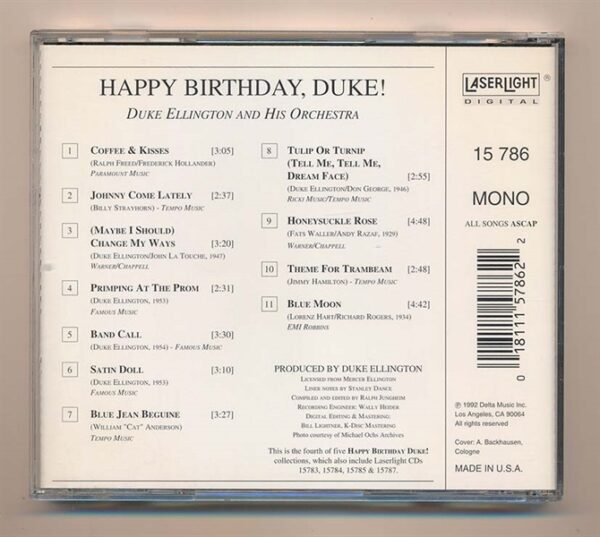 HAPPY BIRTHDAY, DUKE!
DUKE ELLINGTON AND HIS ORCHESTRA
1 COFFEE & KISSES [3:05]
(RALPH FREED/FREDERICK HOLLANDER)
PARAMOUNT MUSIC
2 JOHNNY COME LATELY [2:37]
(BILLY STRAYHORN) - TEMPO MUSIC
3 (MAYBE I SHOULD)
CHANGE MY WAYS [3:20]
(DUKE ELLINGTON/JOHN LA TOUCHE, 1947)
WARNER/CHAPPELL
4 PRIMPING AT THE PROM [2:31]
(DUKE ELLINGTON, 1953)
FAMOUS MUSIC
5 BAND CALL [3:30]
(DUKE ELLINGTON, 1954) - FAMOUS MUSIC
6 SATIN DOLL [3:10]
(DUKE ELLINGTON, 1953)
FAMOUS MUSIC
7 BLUE JEAN BEGUINE [3:27]
(WILLIAM "CAT" ANDERSON)
TEMPO MUSIC
8 TULIP OR TURNIP
(TELL ME, TELL ME,
DREAM FACE) [2:55]
(DUKE ELLINGTON/DON GEORGE, 1946)
RICKI MUSIC/TEMPO MUSIC
9 HONEYSUCKLE ROSE [4:48]
(FATS WALLER/ANDY RAZAF, 1929)
WARNER/CHAPPELL
10 THEME FOR TRAMBEAM [2:48]
(JIMMY HAMILTON) - TEMPO MUSIC
11 BLUE MOON [4:42]
(LORENZ HART/RICHARD ROGERS, 1934)
EMI ROBBINS
PRODUCED BY DUKE ELLINGTON
LICENSED FROM MERCER ELLINGTON
LINER NOTES BY STANLEY DANCE
COMPILED AND EDITED BY RALPH JUNGHEIM
RECORDING ENGINEER: WALLY HEIDER
DIGITAL EDITING & MASTERING:
BILL LIGHTNER, K-DISC MASTERING
Photo courtesy of Michael Ochs Archives
This is the fourth of five HAPPY BIRTHDAY DUKE!
collections, which also include Laserlight CDs
15783, 15784, 15785 & 15787.
LASERLIGHT ®
DIGITAL
15 786
MONO
ALL SONGS ASCAP
0 18111 57862 2
℗ 1992 Delta Music Inc.
Los Angeles, CA 90064
All rights reserved
Cover: A. Backhausen,
Cologne
MADE IN U.S.A.